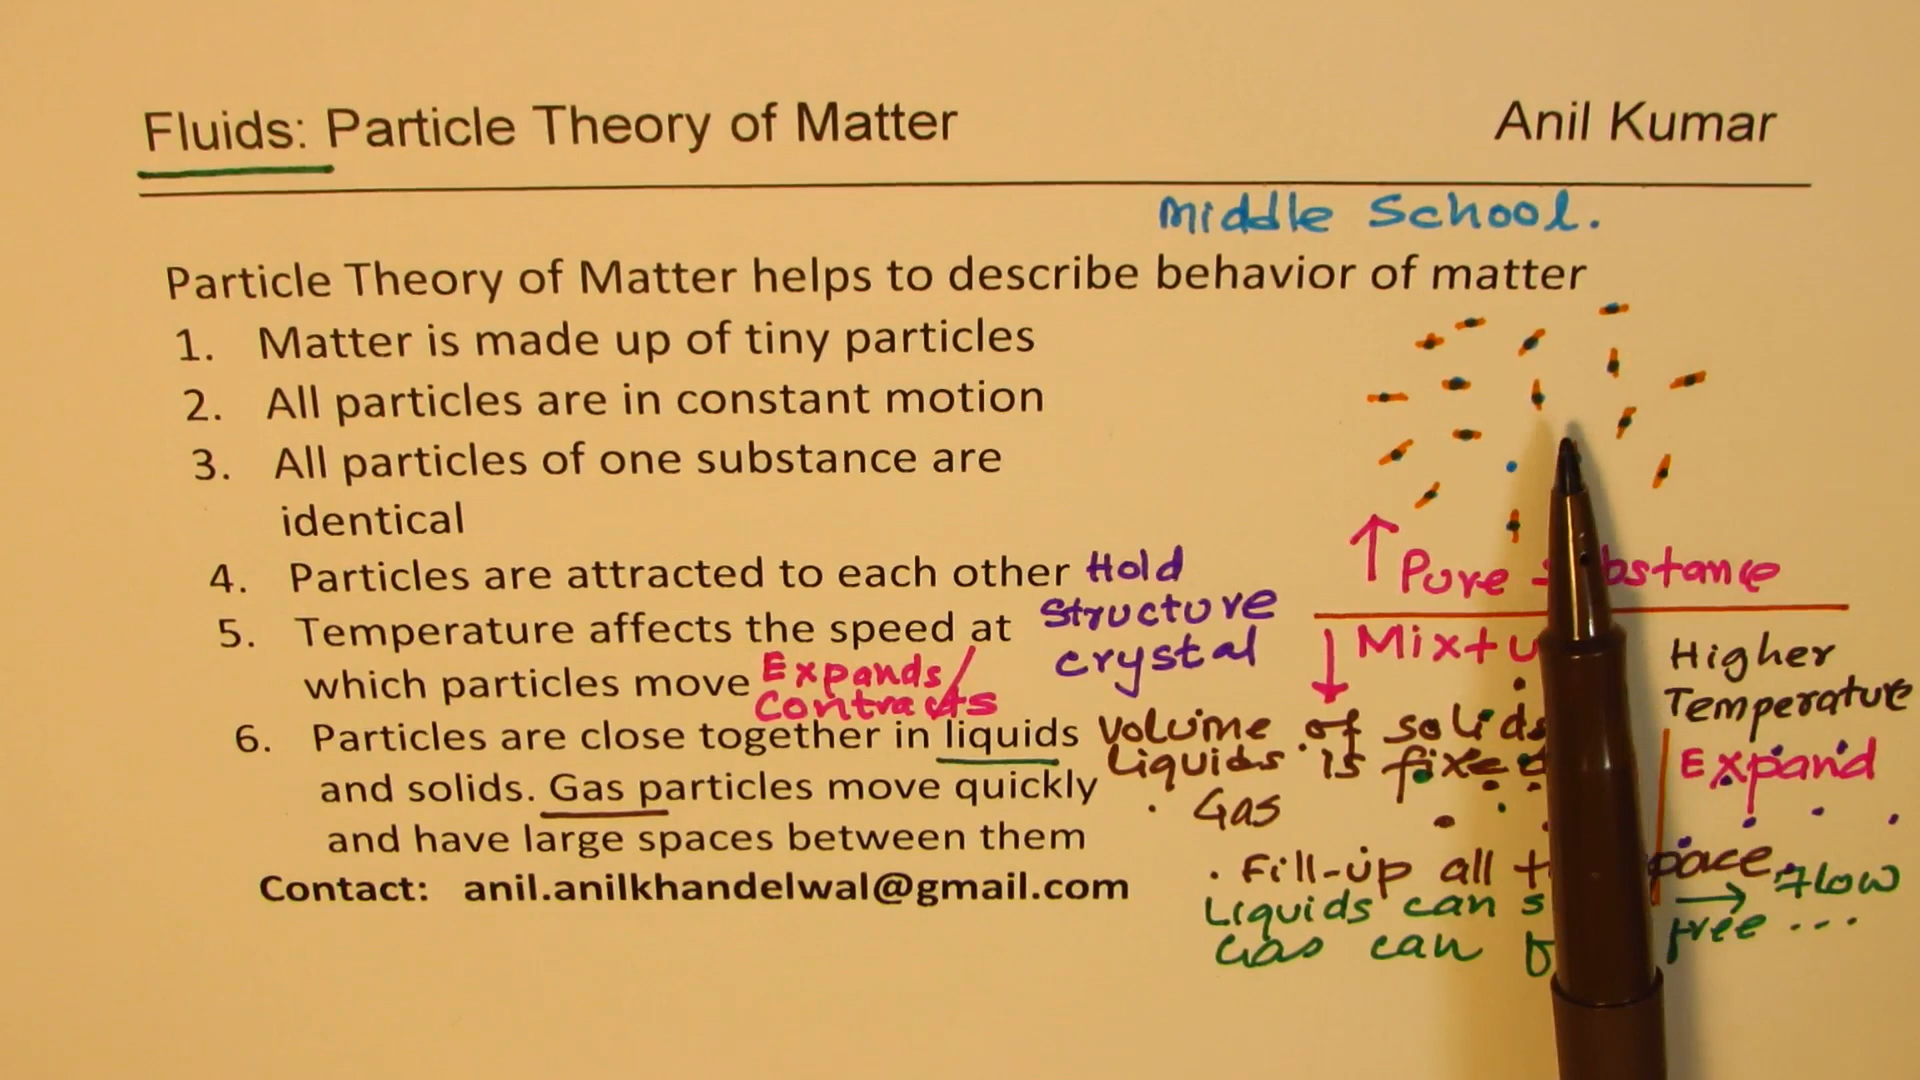 Fluids: Particle Theory of Matter
Anil Kumar
Middle School.
Particle Theory of Matter helps to describe behavior of matter
1. Matter is made up of tiny particles
2. All particles are in constant motion
3. All particles of one substance are
identical
4. Particles are attracted to each other
Hold
Structure
crystal
5. Temperature affects the speed at
which particles move
Expands/
Contracts
6. Particles are close together in liquids
and solids. Gas particles move quickly
and have large spaces between them
Contact: anil.anilkhandelwal@gmail.com
↑ Pure
↓
Higher
Temperature
Expand
Volume of solids
Liquids is
· Gas
· Fill-up all
Liquids can
→ Flow
Gas can
free ...